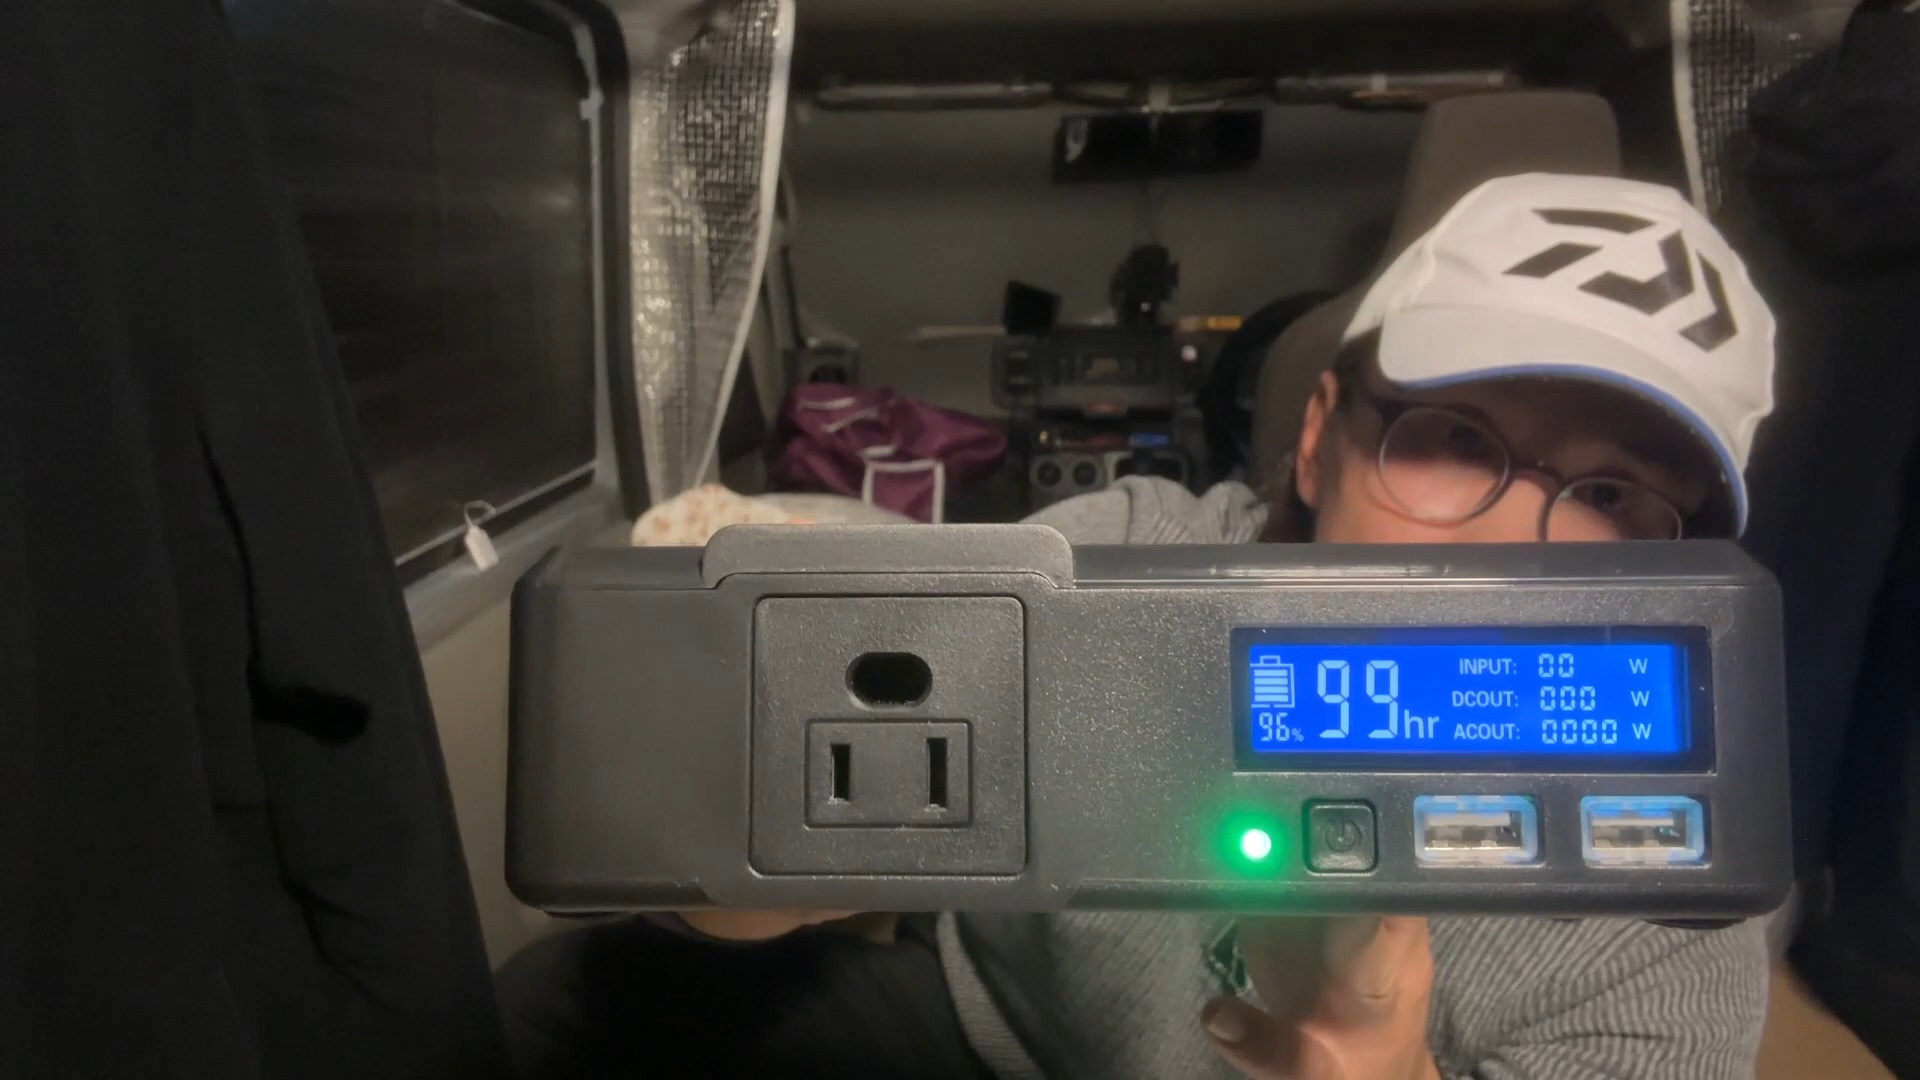 96%
99hr
INPUT: 00 W
DCOUT: 000 W
ACOUT: 0000 W